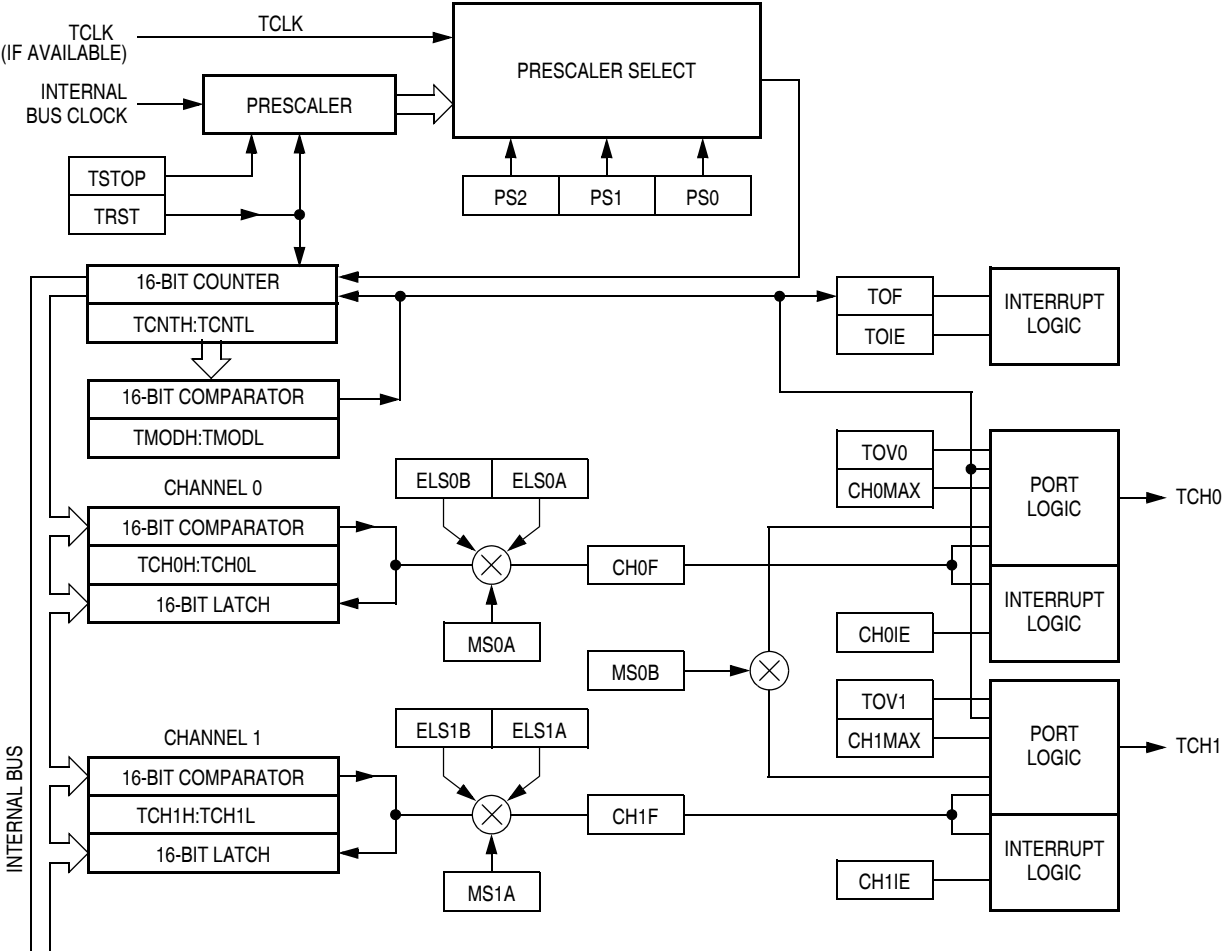 TCLK
(IF AVAILABLE)
TCLK
PRESCALER SELECT
INTERNAL
BUS CLOCK
PRESCALER
TSTOP
TRST
PS2
PS1
PS0
16-BIT COUNTER
TCNTH:TCNTL
16-BIT COMPARATOR
TMODH:TMODL
TOF
TOIE
INTERRUPT
LOGIC
CHANNEL 0
16-BIT COMPARATOR
TCH0H:TCH0L
16-BIT LATCH
ELS0B
ELS0A
MS0A
CH0F
TOV0
CH0MAX
PORT
LOGIC
TCH0
INTERRUPT
LOGIC
CH0IE
MS0B
CHANNEL 1
16-BIT COMPARATOR
TCH1H:TCH1L
16-BIT LATCH
ELS1B
ELS1A
MS1A
CH1F
TOV1
CH1MAX
PORT
LOGIC
TCH1
INTERRUPT
LOGIC
CH1IE
INTERNAL BUS